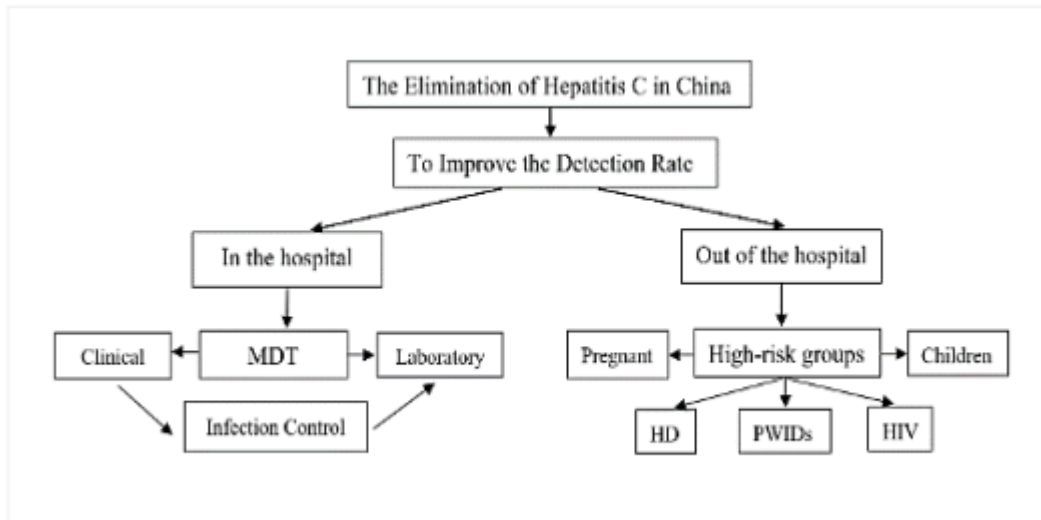 The Elimination of Hepatitis C in China
To Improve the Detection Rate
In the hospital
Out of the hospital
Clinical
MDT
Laboratory
Pregnant
High-risk groups
Children
Infection Control
HD
PWIDs
HIV